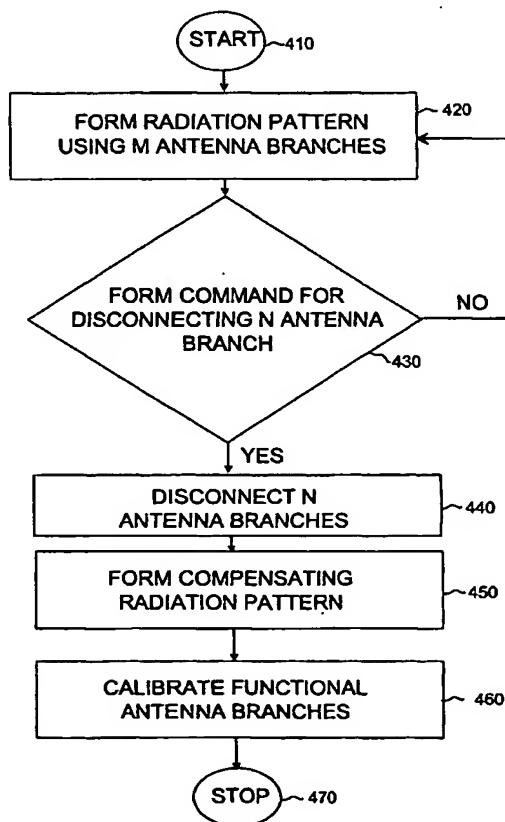 START
410
FORM RADIATION PATTERN
USING M ANTENNA BRANCHES
420
FORM COMMAND FOR
DISCONNECTING N ANTENNA
BRANCH
NO
430
YES
DISCONNECT N
ANTENNA BRANCHES
440
FORM COMPENSATING
RADIATION PATTERN
450
CALIBRATE FUNCTIONAL
ANTENNA BRANCHES
460
STOP
470